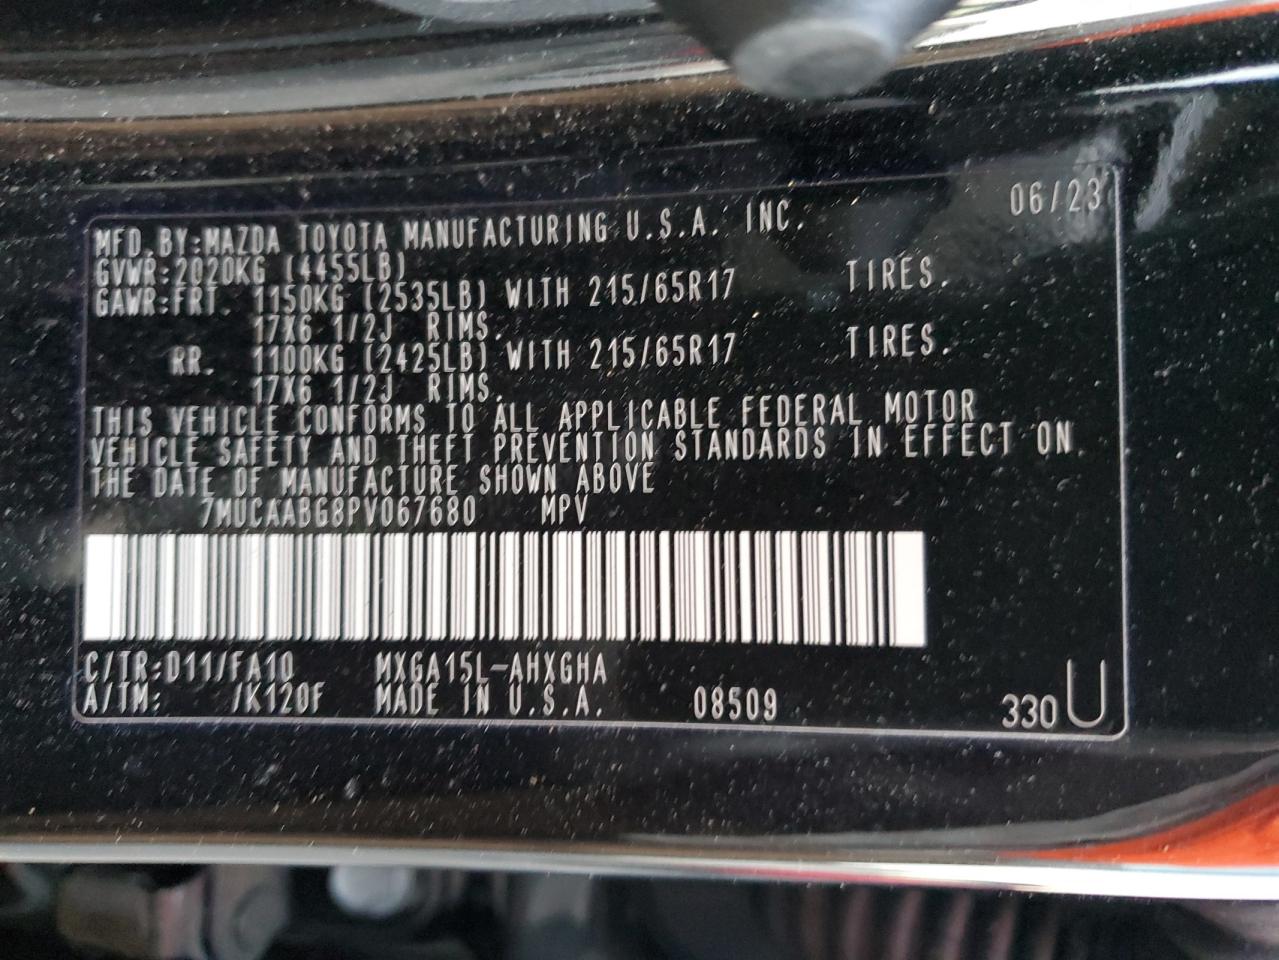 06/23
MFD.BY:MAZDA TOYOTA MANUFACTURING U.S.A. INC.
GVWR:2020KG (4455LB)
GAWR:FRT. 1150KG (2535LB) WITH 215/65R17 TIRES.
17X6 1/2J RIMS.
RR. 1100KG (2425LB) WITH 215/65R17 TIRES.
17X6 1/2J RIMS.
THIS VEHICLE CONFORMS TO ALL APPLICABLE FEDERAL MOTOR
VEHICLE SAFETY AND THEFT PREVENTION STANDARDS IN EFFECT ON
THE DATE OF MANUFACTURE SHOWN ABOVE
7MUCAABG8PV067680 MPV
C/TR:D11/FA10 MXGA15L-AHXGHA
A/TM: /K120F MADE IN U.S.A. 08509 330U